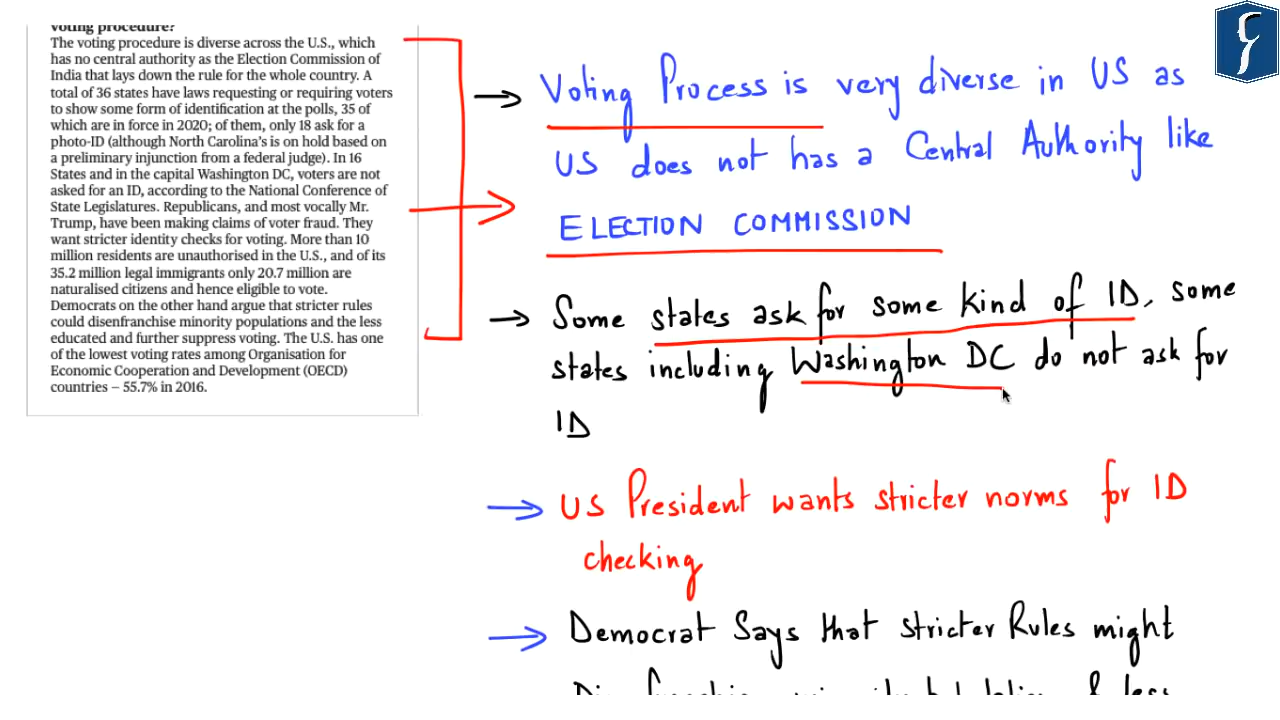 voting procedure?
The voting procedure is diverse across the U.S., which
has no central authority as the Election Commission of
India that lays down the rule for the whole country. A
total of 36 states have laws requesting or requiring voters
to show some form of identification at the polls, 35 of
which are in force in 2020; of them, only 18 ask for a
photo-ID (although North Carolina's is on hold based on
a preliminary injunction from a federal judge). In 16
States and in the capital Washington DC, voters are not
asked for an ID, according to the National Conference of
State Legislatures. Republicans, and most vocally Mr.
Trump, have been making claims of voter fraud. They
want stricter identity checks for voting. More than 10
million residents are unauthorised in the U.S., and of its
35.2 million legal immigrants only 20.7 million are
naturalised citizens and hence eligible to vote.
Democrats on the other hand argue that stricter rules
could disenfranchise minority populations and the less
educated and further suppress voting. The U.S. has one
of the lowest voting rates among Organisation for
Economic Cooperation and Development (OECD)
countries – 55.7% in 2016.
Voting Process is very diverse in US as
US does not has a Central Authority like
ELECTION COMMISSION
Some states ask for some kind of ID, some
states including Washington DC do not ask for
ID
US President wants stricter norms for ID
checking
Democrat Says that stricter Rules might
& less